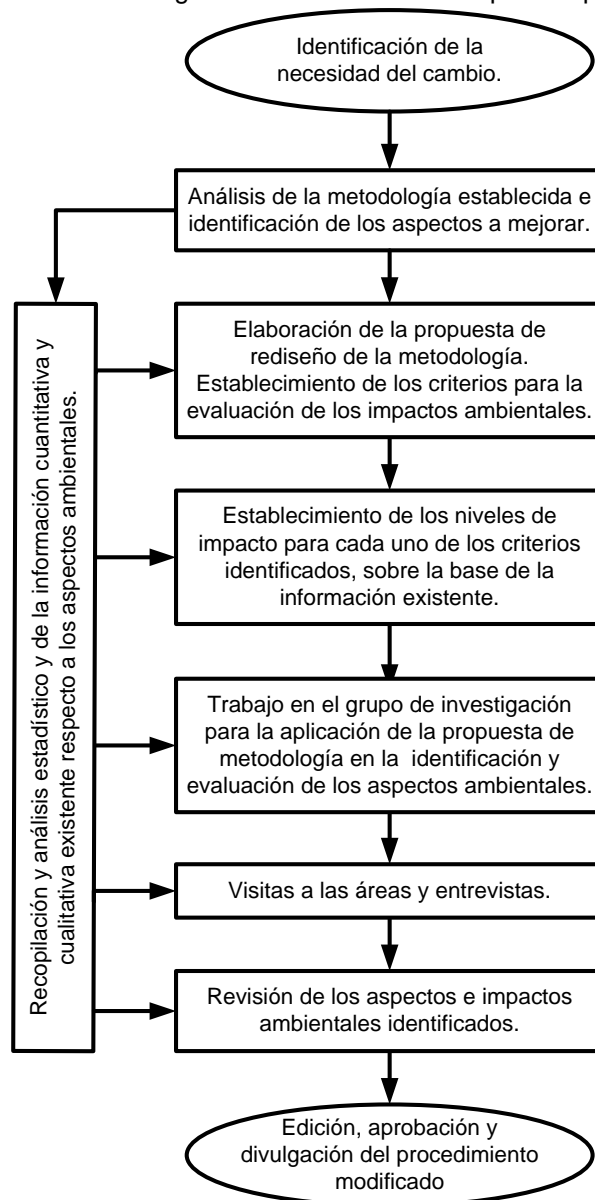 Identificación de la
necesidad del cambio.
Análisis de la metodología establecida e
identificación de los aspectos a mejorar.
Recopilación y análisis estadístico y de la información cuantitativa y
cualitativa existente respecto a los aspectos ambientales.
Elaboración de la propuesta de
rediseño de la metodología.
Establecimiento de los criterios para la
evaluación de los impactos ambientales.
Establecimiento de los niveles de
impacto para cada uno de los criterios
identificados, sobre la base de la
información existente.
Trabajo en el grupo de investigación
para la aplicación de la propuesta de
metodología en la identificación y
evaluación de los aspectos ambientales.
Visitas a las áreas y entrevistas.
Revisión de los aspectos e impactos
ambientales identificados.
Edición, aprobación y
divulgación del procedimiento
modificado